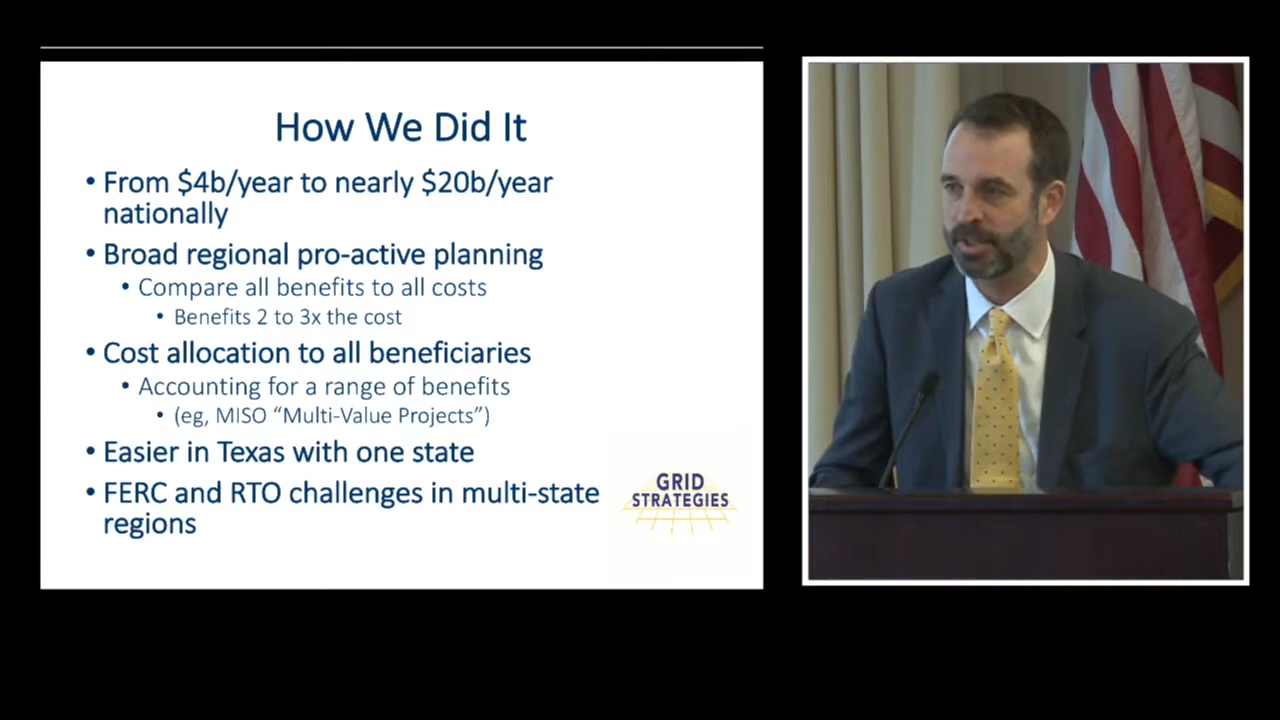 How We Did It
• From $4b/year to nearly $20b/year
nationally
• Broad regional pro-active planning
• Compare all benefits to all costs
• Benefits 2 to 3x the cost
• Cost allocation to all beneficiaries
• Accounting for a range of benefits
• (eg, MISO “Multi-Value Projects”)
• Easier in Texas with one state
• FERC and RTO challenges in multi-state
regions
GRID
STRATEGIES